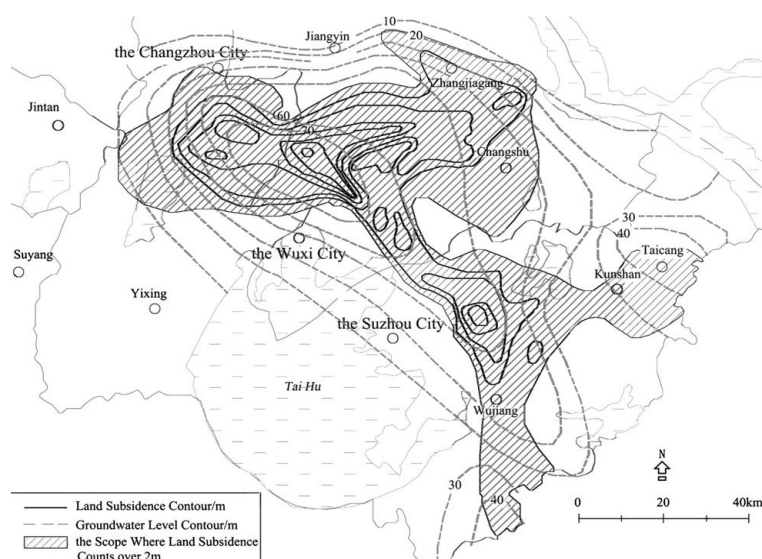 10
Jiangyin
30
20
the Changzhou City
Zhangjiagang
Jintan
60
70
Changshu
30
40
Taicang
the Wuxi City
Suyang
Kunshan
Yixing
the Suzhou City
Tai Hu
Wujiang
N
30
40
0 20 40km
Land Subsidence Contour/m
Groundwater Level Contour/m
the Scope Where Land Subsidence
Counts over 2m